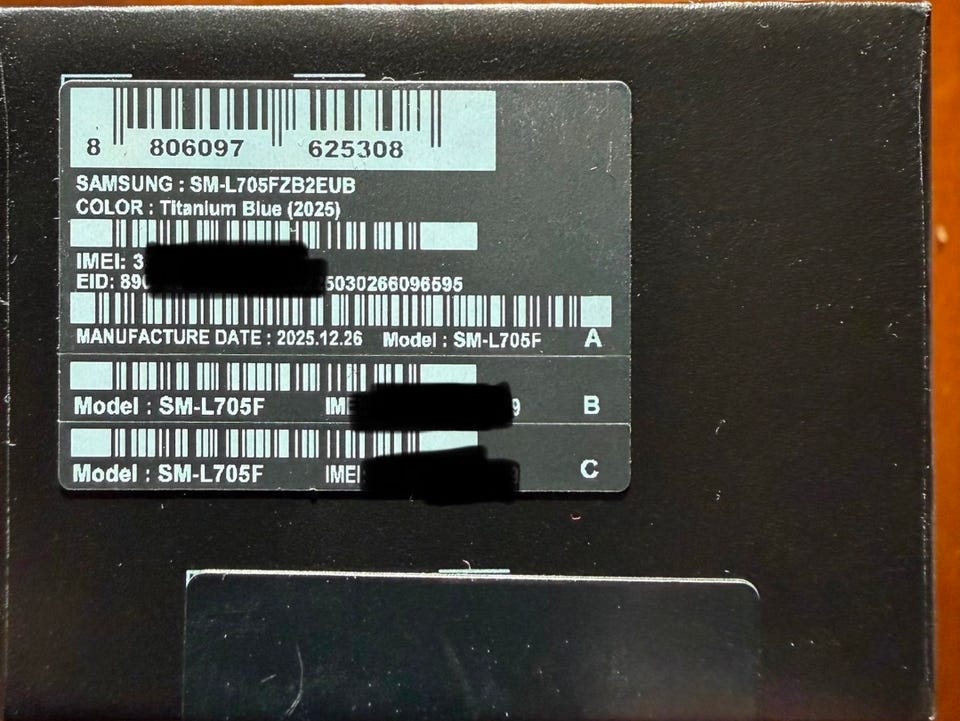 8 806097 625308
SAMSUNG : SM-L705FZB2EUB
COLOR : Titanium Blue (2025)
IMEI: 3
EID: 890 5030266096595
MANUFACTURE DATE : 2025.12.26 Model : SM-L705F A
Model : SM-L705F IME 9 B
Model : SM-L705F IMEI C